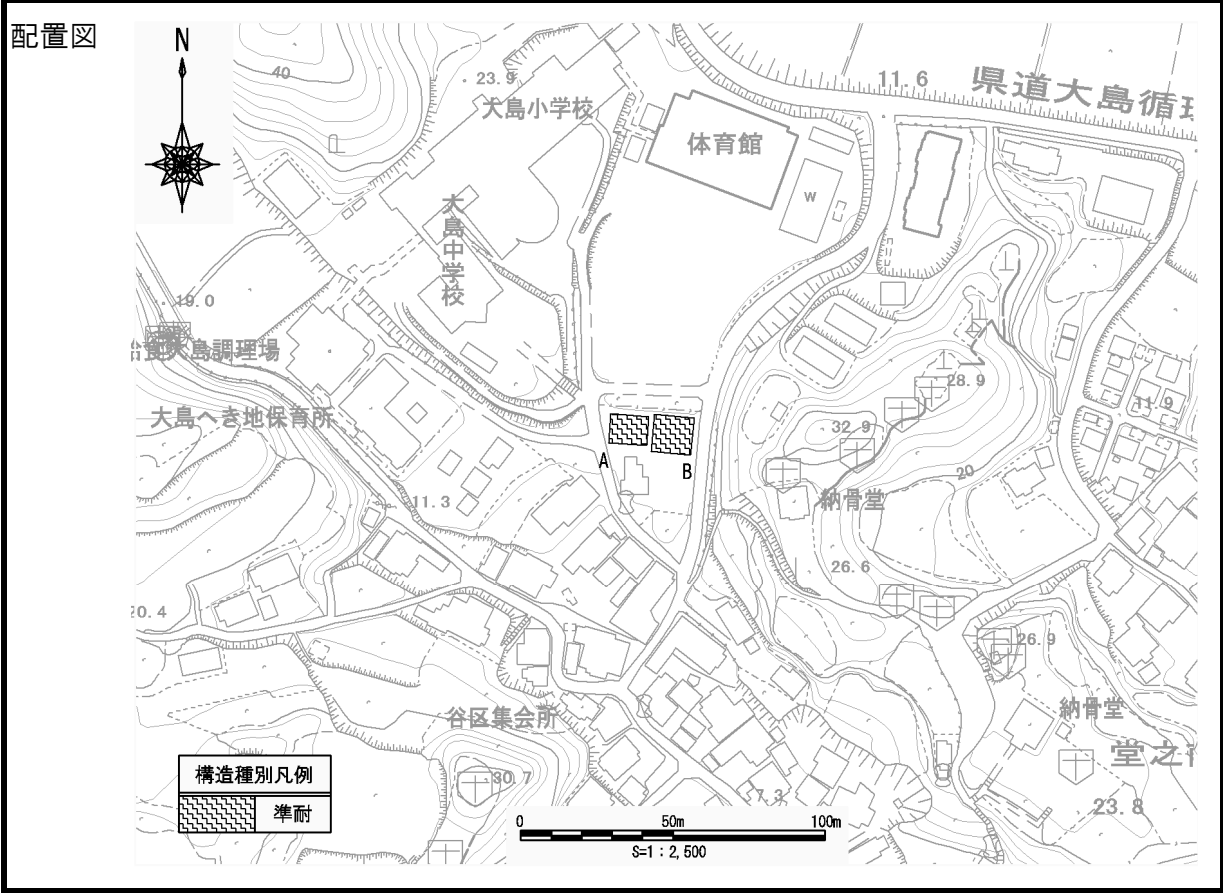 配置図
N
40
23.9
大島小学校
体育館
11.6
県道大島循
W
大島中学校
19.0
大島調理場
大島へき地保育所
28.9
11.9
32.9
A
B
20
11.3
納骨堂
26.6
20.4
26.9
谷区集会所
納骨堂
堂之
構造種別凡例
準耐
30.7
7.3
23.8
0 50m 100m
S=1:2,500